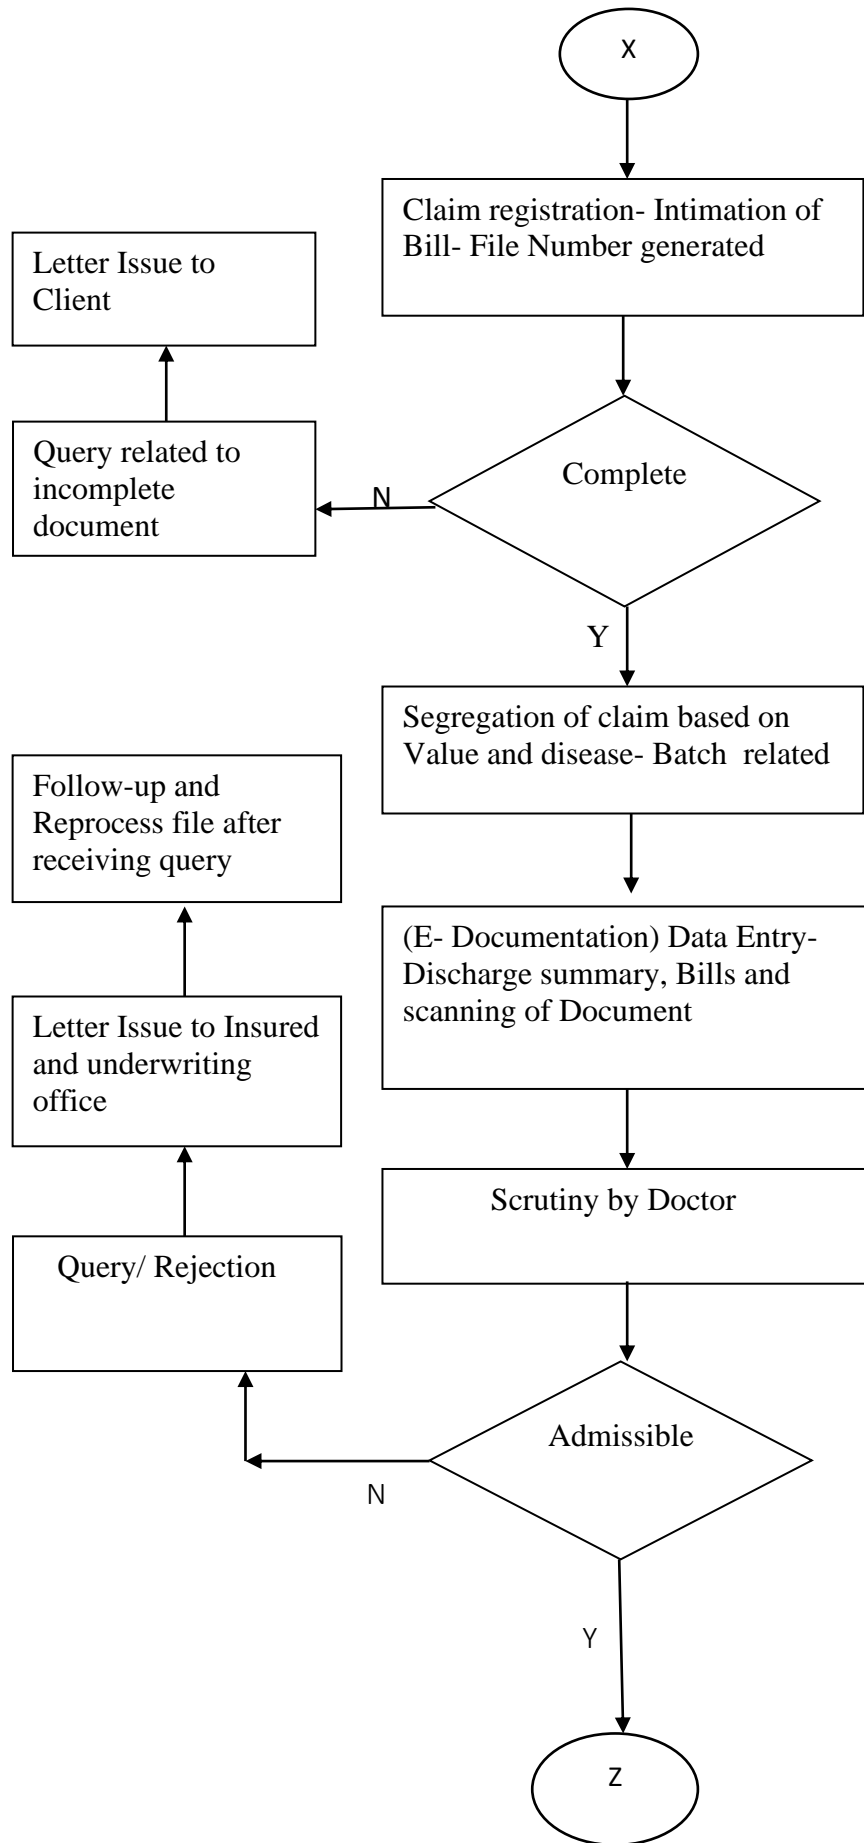 X
Claim registration- Intimation of
Bill- File Number generated
Letter Issue to
Client
Complete
N
Query related to
incomplete
document
Y
Segregation of claim based on
Value and disease- Batch  related
Follow-up and
Reprocess file after
receiving query
(E- Documentation) Data Entry-
Discharge summary, Bills and
scanning of Document
Letter Issue to Insured
and underwriting
office
Scrutiny by Doctor
Query/ Rejection
Admissible
N
Y
Z